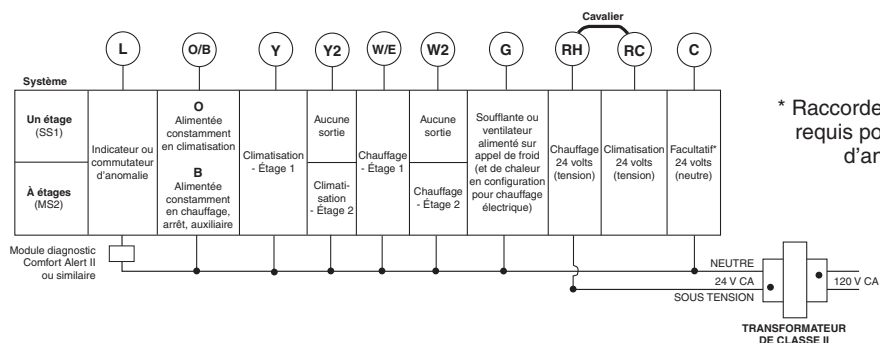 Cavalier
L
O/B
Y
Y2
W/E
W2
G
RH
RC
C
Système
Un étage
(SS1)
À étages
(MS2)
Indicateur ou
commutateur
d'anomalie
O
Alimentée
constamment
en climatisation
B
Alimentée
constamment
en chauffage,
arrêt, auxiliaire
Climatisation
- Étage 1
Aucune
sortie
Climati-
sation
- Étage 2
Chauffage
- Étage 1
Aucune
sortie
Chauffage
- Étage 2
Soufflante ou
ventilateur
alimenté sur
appel de froid
(et de chaleur
en configuration
pour chauffage
électrique)
Chauffage
24 volts
(tension)
Climatisation
24 volts
(tension)
Facultatif*
24 volts
(neutre)
* Raccorde
requis po
d'an
Module diagnostic
Comfort Alert II
ou similaire
NEUTRE
24 V CA
SOUS TENSION
120 V CA
TRANSFORMATEUR
DE CLASSE II